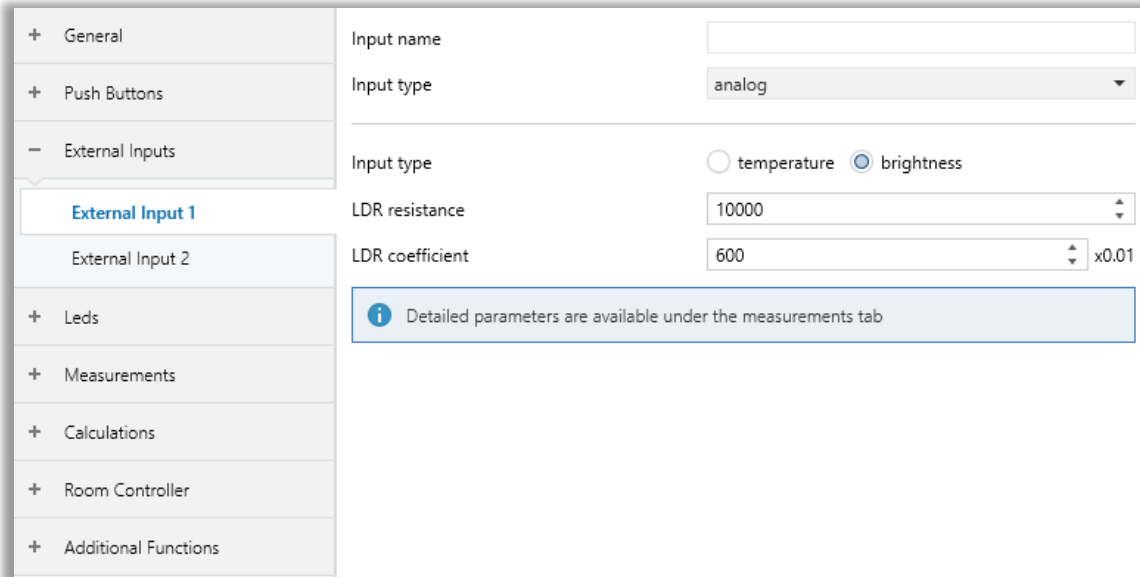 General
Push Buttons
External Inputs
External Input 1
External Input 2
Leds
Measurements
Calculations
Room Controller
Additional Functions
Input name
Input type analog
Input type temperature brightness
LDR resistance 10000
LDR coefficient 600 x0.01
Detailed parameters are available under the measurements tab